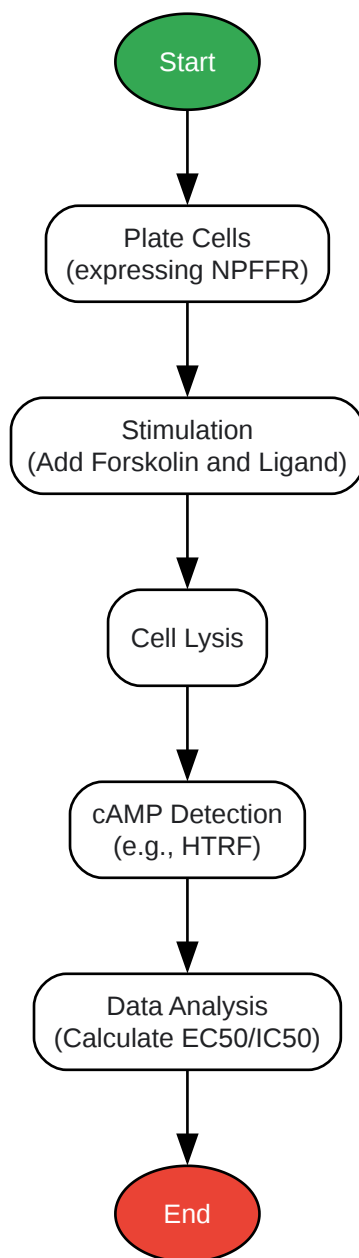 Start
Plate Cells
(expressing NPFFR)
Stimulation
(Add Forskolin and Ligand)
Cell Lysis
cAMP Detection
(e.g., HTRF)
Data Analysis
(Calculate EC50/IC50)
End